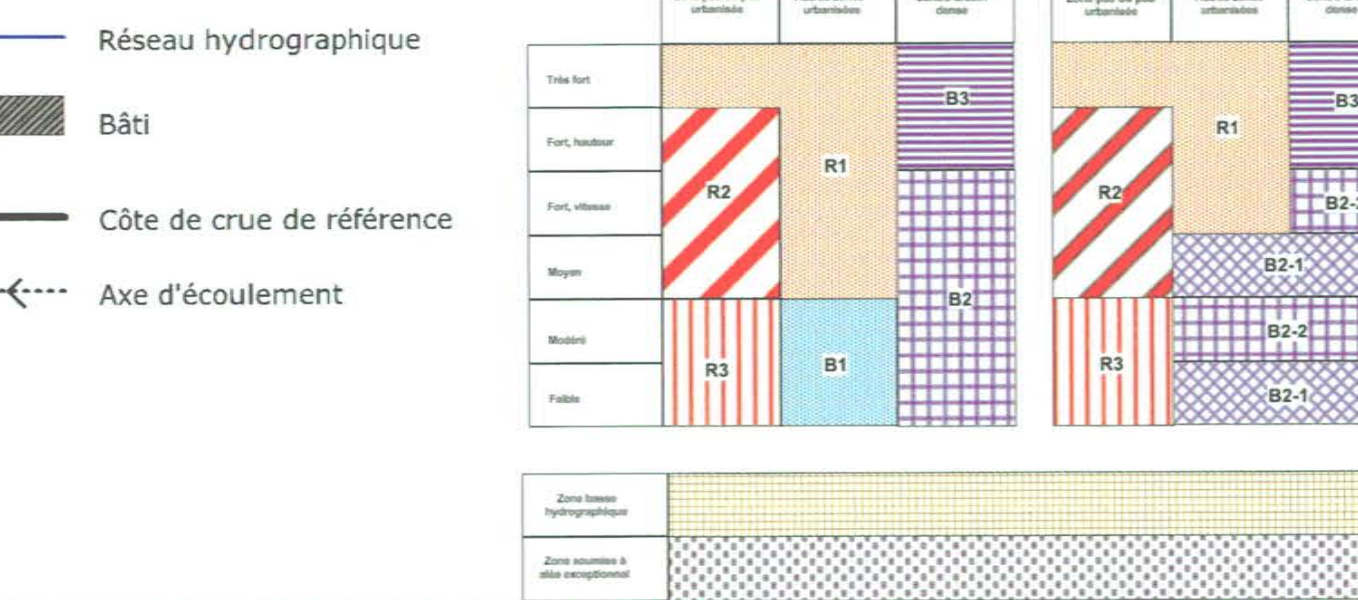 Réseau hydrographique
Bâti
Côte de crue de référence
Axe d'écoulement
urbanisée
urbanisées
dense
Zone pas ou peu
urbanisée
urbanisées
dense
Très fort
Fort, hauteur
Fort, vitesse
Moyen
Modéré
Faible
R2
R3
R1
B1
B3
B2
R2
R3
R1
B3
B2-
B2-1
B2-2
B2-1
Zone basse
hydrographique
Zone soumise à
aléa exceptionnel